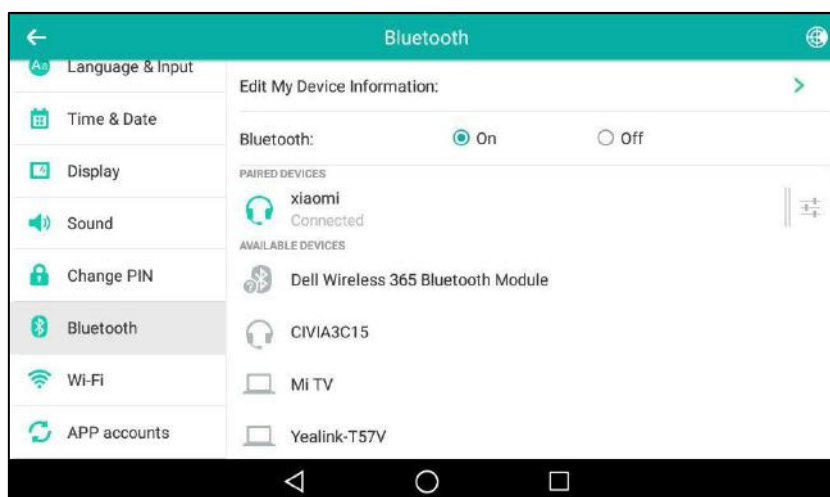 Bluetooth
Aa Language & Input
Time & Date
Display
Sound
Change PIN
Bluetooth
Wi-Fi
APP accounts
Edit My Device Information:
Bluetooth: On Off
PAIRED DEVICES
xiaomi
Connected
AVAILABLE DEVICES
Dell Wireless 365 Bluetooth Module
CIVIA3C15
Mi TV
Yealink-T57V